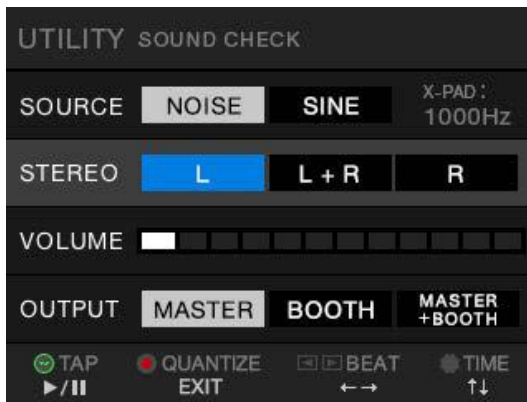 UTILITY SOUND CHECK
SOURCE NOISE SINE X-PAD: 1000Hz
STEREO L L + R R
VOLUME
OUTPUT MASTER BOOTH MASTER +BOOTH
TAP QUANTIZE BEAT TIME
▶/II EXIT ←→ ↑↓